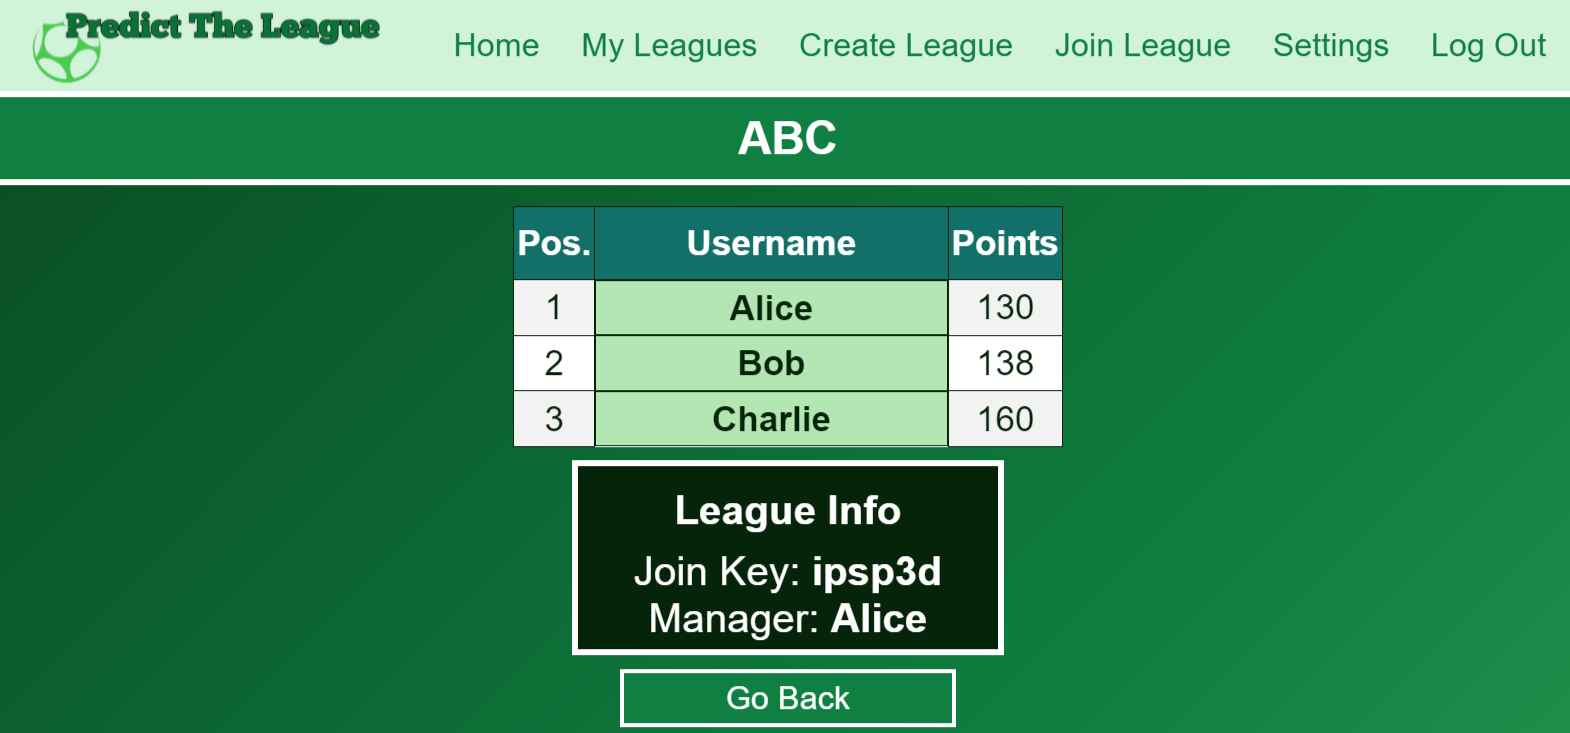 Predict The League
Home My Leagues Create League Join League Settings Log Out
ABC
Pos. Username Points
1 Alice 130
2 Bob 138
3 Charlie 160
League Info
Join Key: ipsp3d
Manager: Alice
Go Back